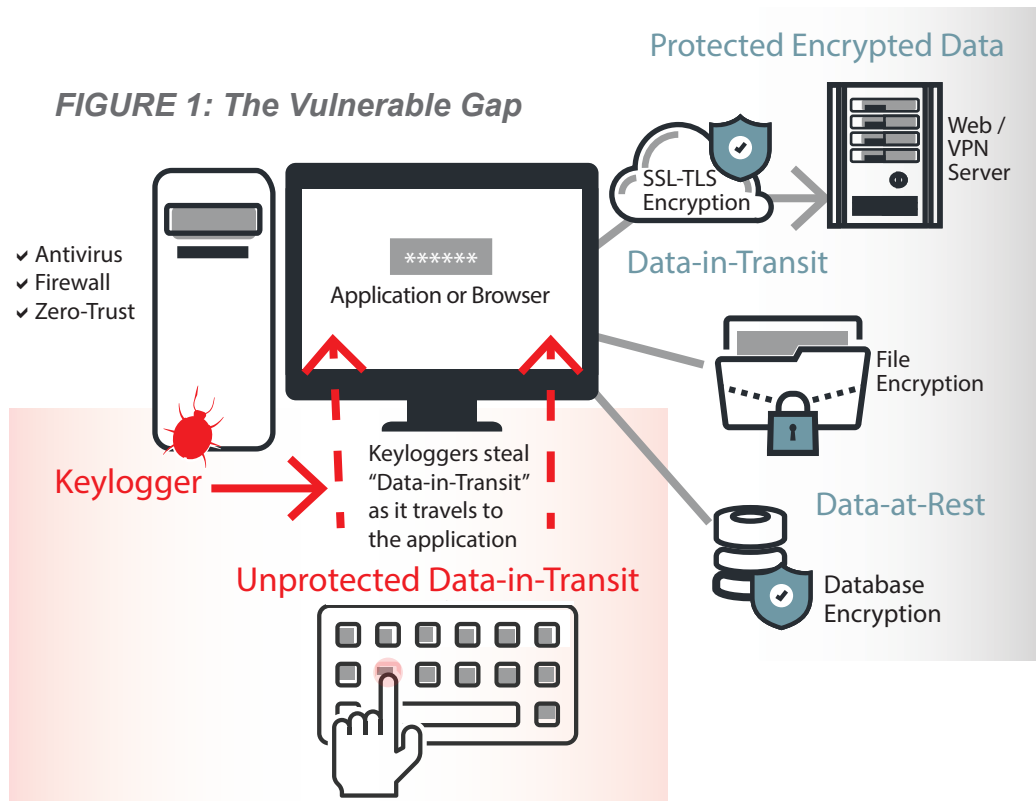 Protected Encrypted Data
FIGURE 1: The Vulnerable Gap
Web /
VPN
Server
SSL-TLS
Encryption
Data-in-Transit
✓ Antivirus
✓ Firewall
✓ Zero-Trust
******
Application or Browser
File
Encryption
Keylogger
Keyloggers steal
“Data-in-Transit”
as it travels to
the application
Data-at-Rest
Unprotected Data-in-Transit
Database
Encryption